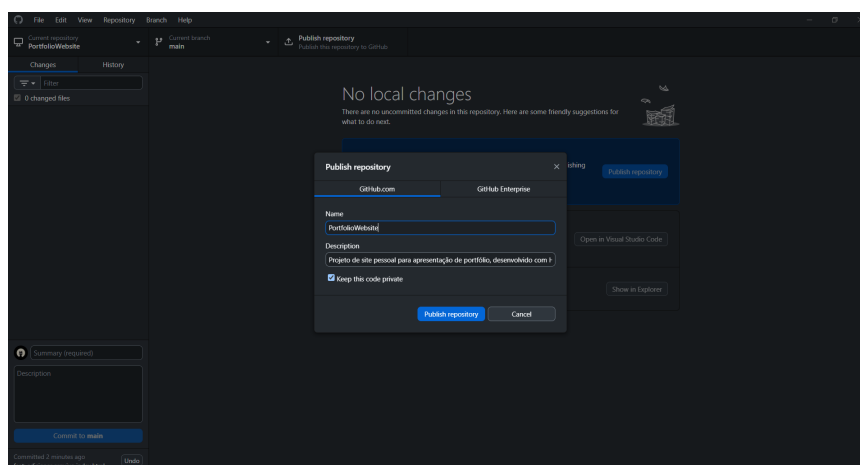 File Edit View Repository Branch Help
Current repository
PortfolioWebsite
Current branch
main
Publish repository
Publish this repository to GitHub
Changes History
Filter
0 changed files
No local changes
There are no uncommitted changes in this repository. Here are some friendly suggestions for
what to do next.
Publish repository
ishing
Publish repository
GitHub.com GitHub Enterprise
Name
PortfolioWebsite
Description
Projeto de site pessoal para apresentação de portfólio, desenvolvido com H
Open in Visual Studio Code
Keep this code private
Show in Explorer
Publish repository Cancel
Summary (required)
Description
Commit to main
Committed 2 minutes ago
Undo